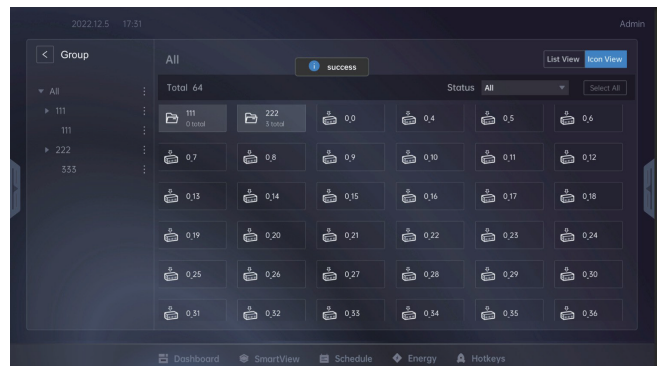 2022.12.5 17:31 Admin
< Group
All
success
List View Icon View
All
111
111
222
333
Total 64 Status All Select All
111
0 total
222
3 total
0_0 0_4 0_5 0_6
0_7 0_8 0_9 0_10 0_11 0_12
0_13 0_14 0_15 0_16 0_17 0_18
0_19 0_20 0_21 0_22 0_23 0_24
0_25 0_26 0_27 0_28 0_29 0_30
0_31 0_32 0_33 0_34 0_35 0_36
Dashboard SmartView Schedule Energy Hotkeys